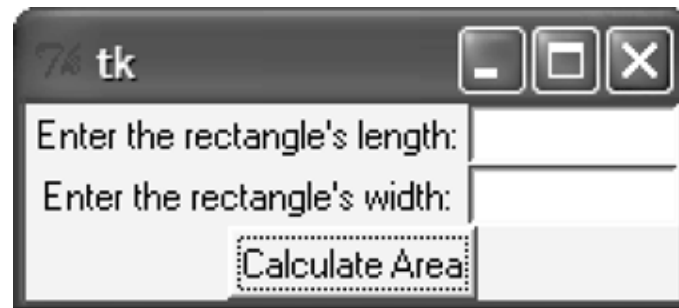 tk
Enter the rectangle's length:
Enter the rectangle's width:
Calculate Area